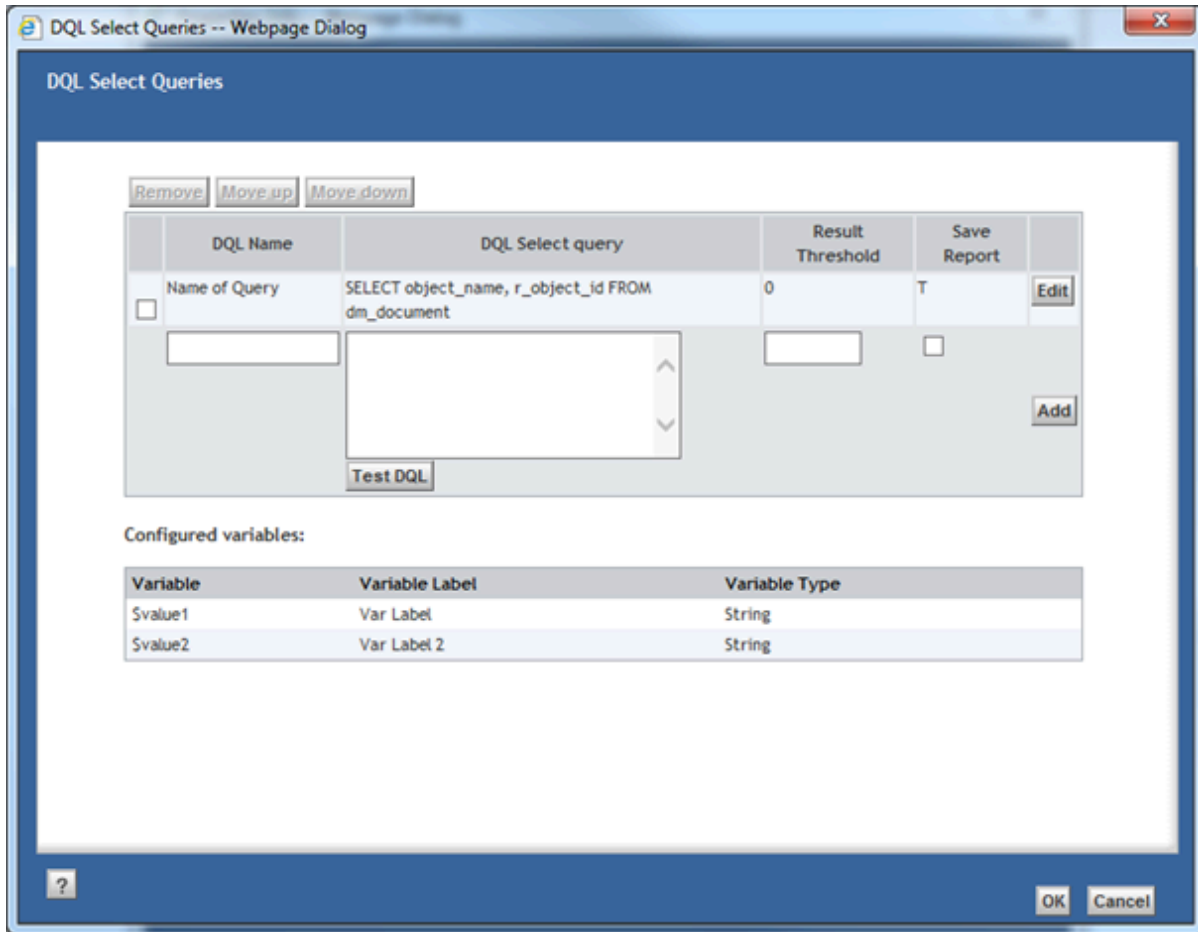 DQL Select Queries -- Webpage Dialog
DQL Select Queries
Remove Move up Move down
DQL Name DQL Select query Result Threshold Save Report
Name of Query SELECT object_name, r_object_id FROM 0 T Edit
dm_document
Add
Test DQL
Configured variables:
Variable Variable Label Variable Type
$value1 Var Label String
$value2 Var Label 2 String
?
OK Cancel